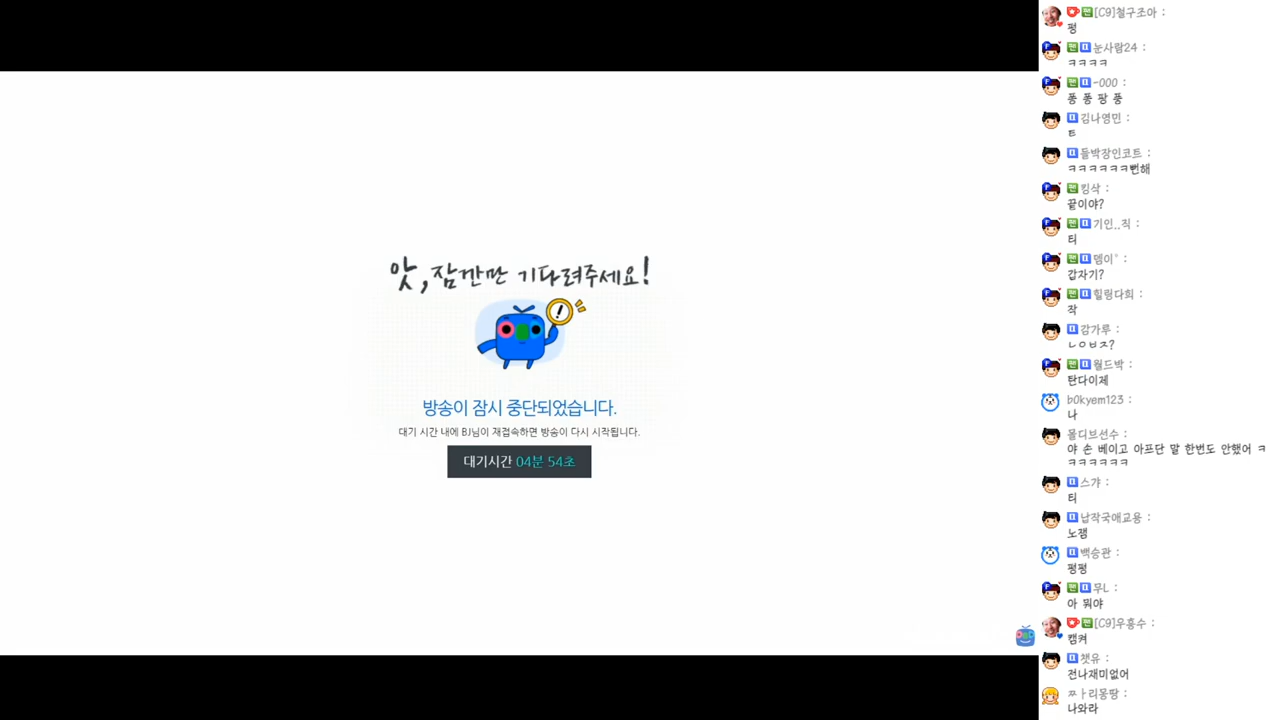 앗, 잠깐만 기다려주세요!
방송이 잠시 중단되었습니다.
대기 시간 내에 BJ님이 재접속하면 방송이 다시 시작됩니다.
대기시간 04분 54초
[C9]철구조아 :
펑
눈사람24 :
ㅋㅋㅋㅋ
-000 :
퐁 퐁 팡 풍
김나영민 :
ㅌ
돌박장인코트 :
ㅋㅋㅋㅋㅋㅋ뻔해
킹삭 :
끝이야?
기인..직 :
티
뎅이* :
갑자기?
힐링다희 :
작
감가루 :
ㄴㅇㅂㅈ?
월드박 :
탄다이제
b0kyem123 :
나
몰디브선수 :
야 손 베이고 아프단 말 한번도 안했어 ㅋ
ㅋㅋㅋㅋㅋㅋ
스캬 :
티
납작국애교용 :
노잼
백승관 :
펑펑
무L :
아 뭐야
[C9]우흥수 :
캠켜
챗유 :
전나재미없어
ㅉㅏ리몽땅 :
나와라